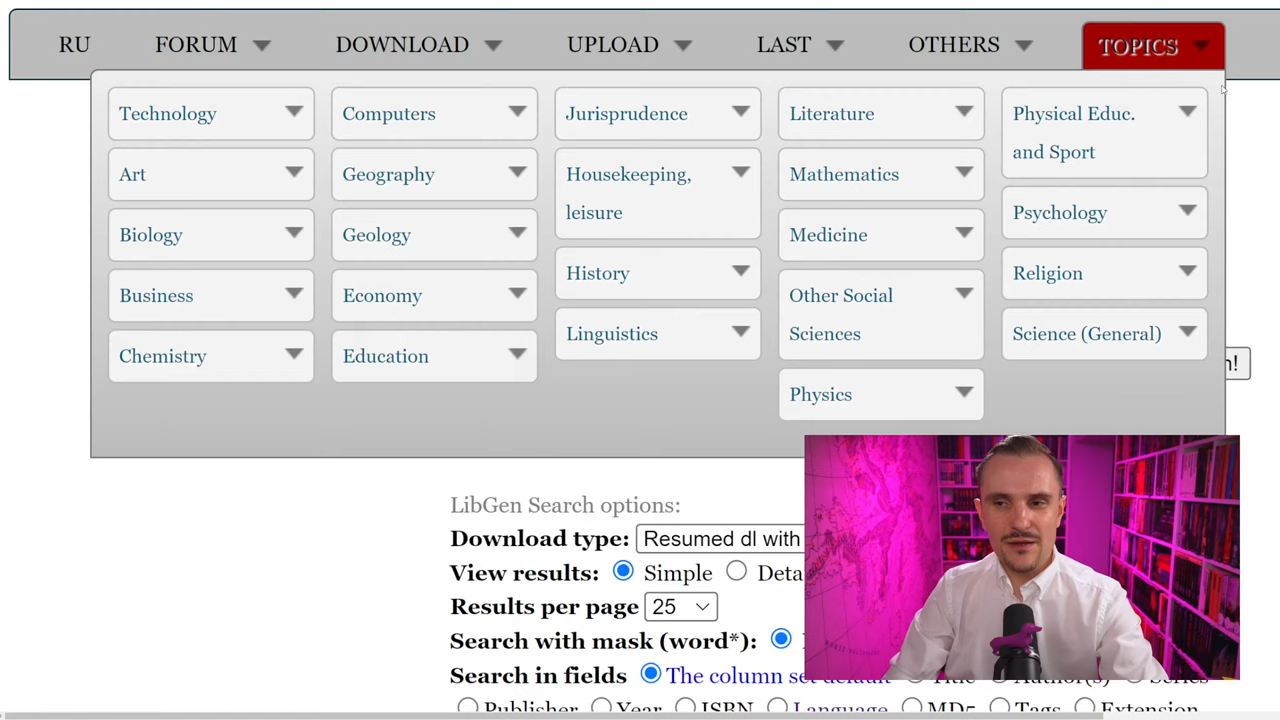 RU FORUM DOWNLOAD UPLOAD LAST OTHERS TOPICS
Technology
Art
Biology
Business
Chemistry
Computers
Geography
Geology
Economy
Education
Jurisprudence
Housekeeping,
leisure
History
Linguistics
Literature
Mathematics
Medicine
Other Social
Sciences
Physics
Physical Educ.
and Sport
Psychology
Religion
Science (General)
LibGen Search options:
Download type: Resumed dl with
View results: Simple
Results per page 25
Search with mask (word*):
Search in fields The column set default Title Author(s) Series
Publisher Year ISBN Language MD5 Tags Extension